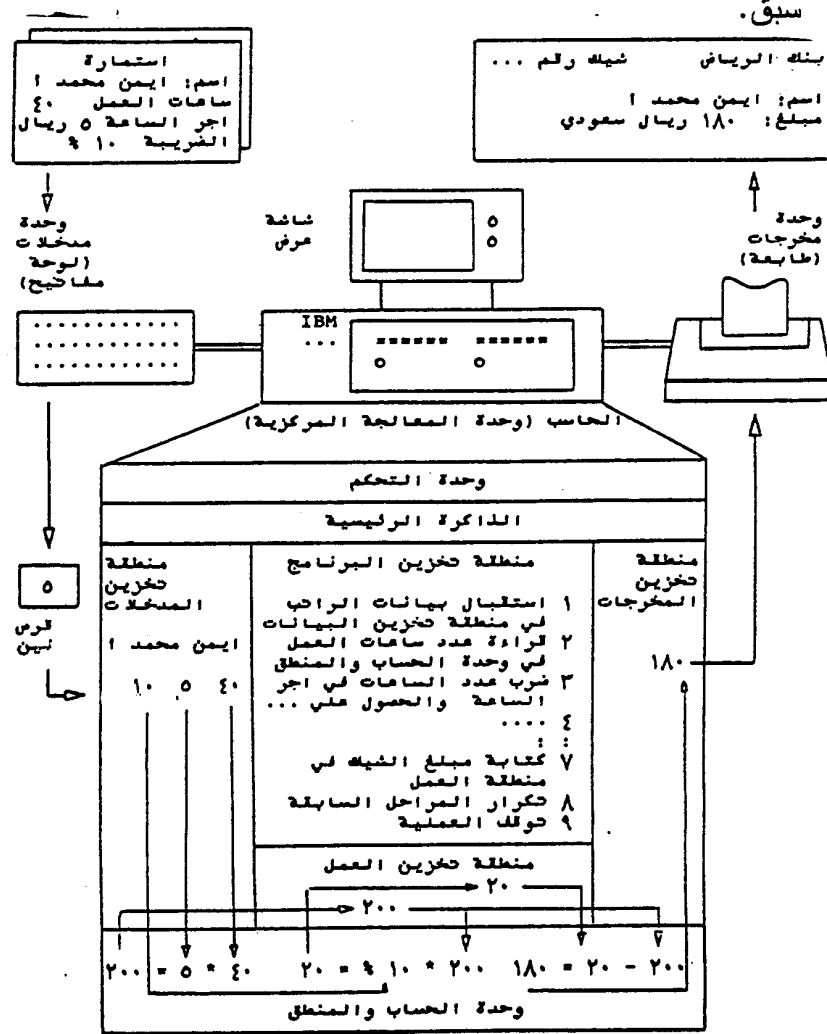 سبق.
استمارة
اسم: ايمن محمد أ
ساعات العمل ٤٠
اجر الساعة ٥ ريال
الضريبة ١٠ %
بنك الرياض شيك رقم ...
اسم: ايمن محمد أ
مبلغ: ١٨٠ ريال سعودي
وحدة
مدخلات
(لوحة
مفاتيح)
شاشة
عرض
وحدة
مخرجات
(طابعة)
IBM
...
الحاسب (وحدة المعالجة المركزية)
وحدة التحكم
الذاكرة الرئيسية
منطقة
تخزين
المدخلات
ايمن محمد أ
١٠ ٥ ٤٠
٥
قرص
لين
منطقة تخزين البرنامج
١ استقبال بيانات الراتب
في منطقة تخزين البيانات
٢ قراءة عدد ساعات العمل
في وحدة الحساب والمنطق
٣ ضرب عدد الساعات في اجر
الساعة والحصول علي ...
٤ ....
: :
٧ كتابة مبلغ الشيك في
منطقة العمل
٨ تكرار المراحل السابقة
٩ توقف العملية
منطقة
تخزين
المخرجات
١٨٠
منطقة تخزين العمل
٢٠
٢٠٠
٢٠٠ = ٥ * ٤٠
٢٠ = % ١٠ * ٢٠٠
١٨٠ = ٢٠ - ٢٠٠
وحدة الحساب والمنطق